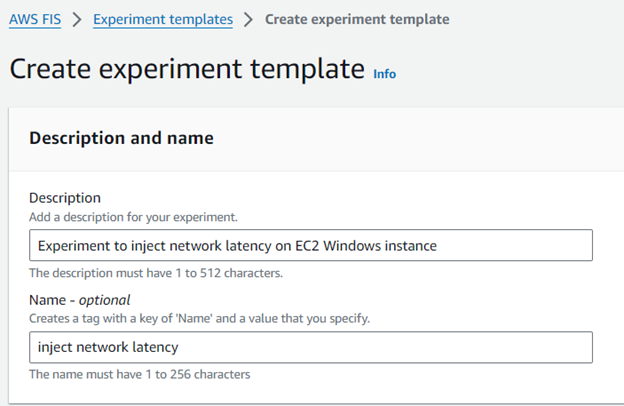 AWS FIS > Experiment templates > Create experiment template
Create experiment template Info
Description and name
Description
Add a description for your experiment.
Experiment to inject network latency on EC2 Windows instance
The description must have 1 to 512 characters.
Name - optional
Creates a tag with a key of 'Name' and a value that you specify.
inject network latency
The name must have 1 to 256 characters